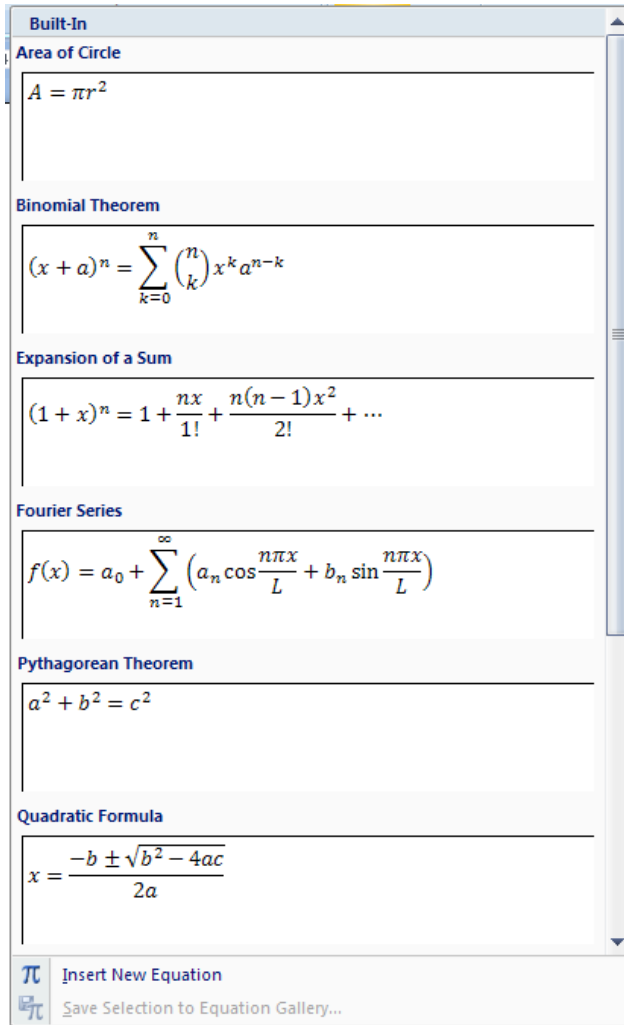 Built-In
Area of Circle
A = πr²
Binomial Theorem
(x + a)ⁿ = ∑_{k=0}^{n} (n k) xᵏaⁿ⁻ᵏ
Expansion of a Sum
(1 + x)ⁿ = 1 + nx/1! + n(n − 1)x²/2! + ⋯
Fourier Series
f(x) = a₀ + ∑_{n=1}^{∞} (aₙ cos nπx/L + bₙ sin nπx/L)
Pythagorean Theorem
a² + b² = c²
Quadratic Formula
x = (−b ± √(b² − 4ac))/2a
π Insert New Equation
π Save Selection to Equation Gallery...